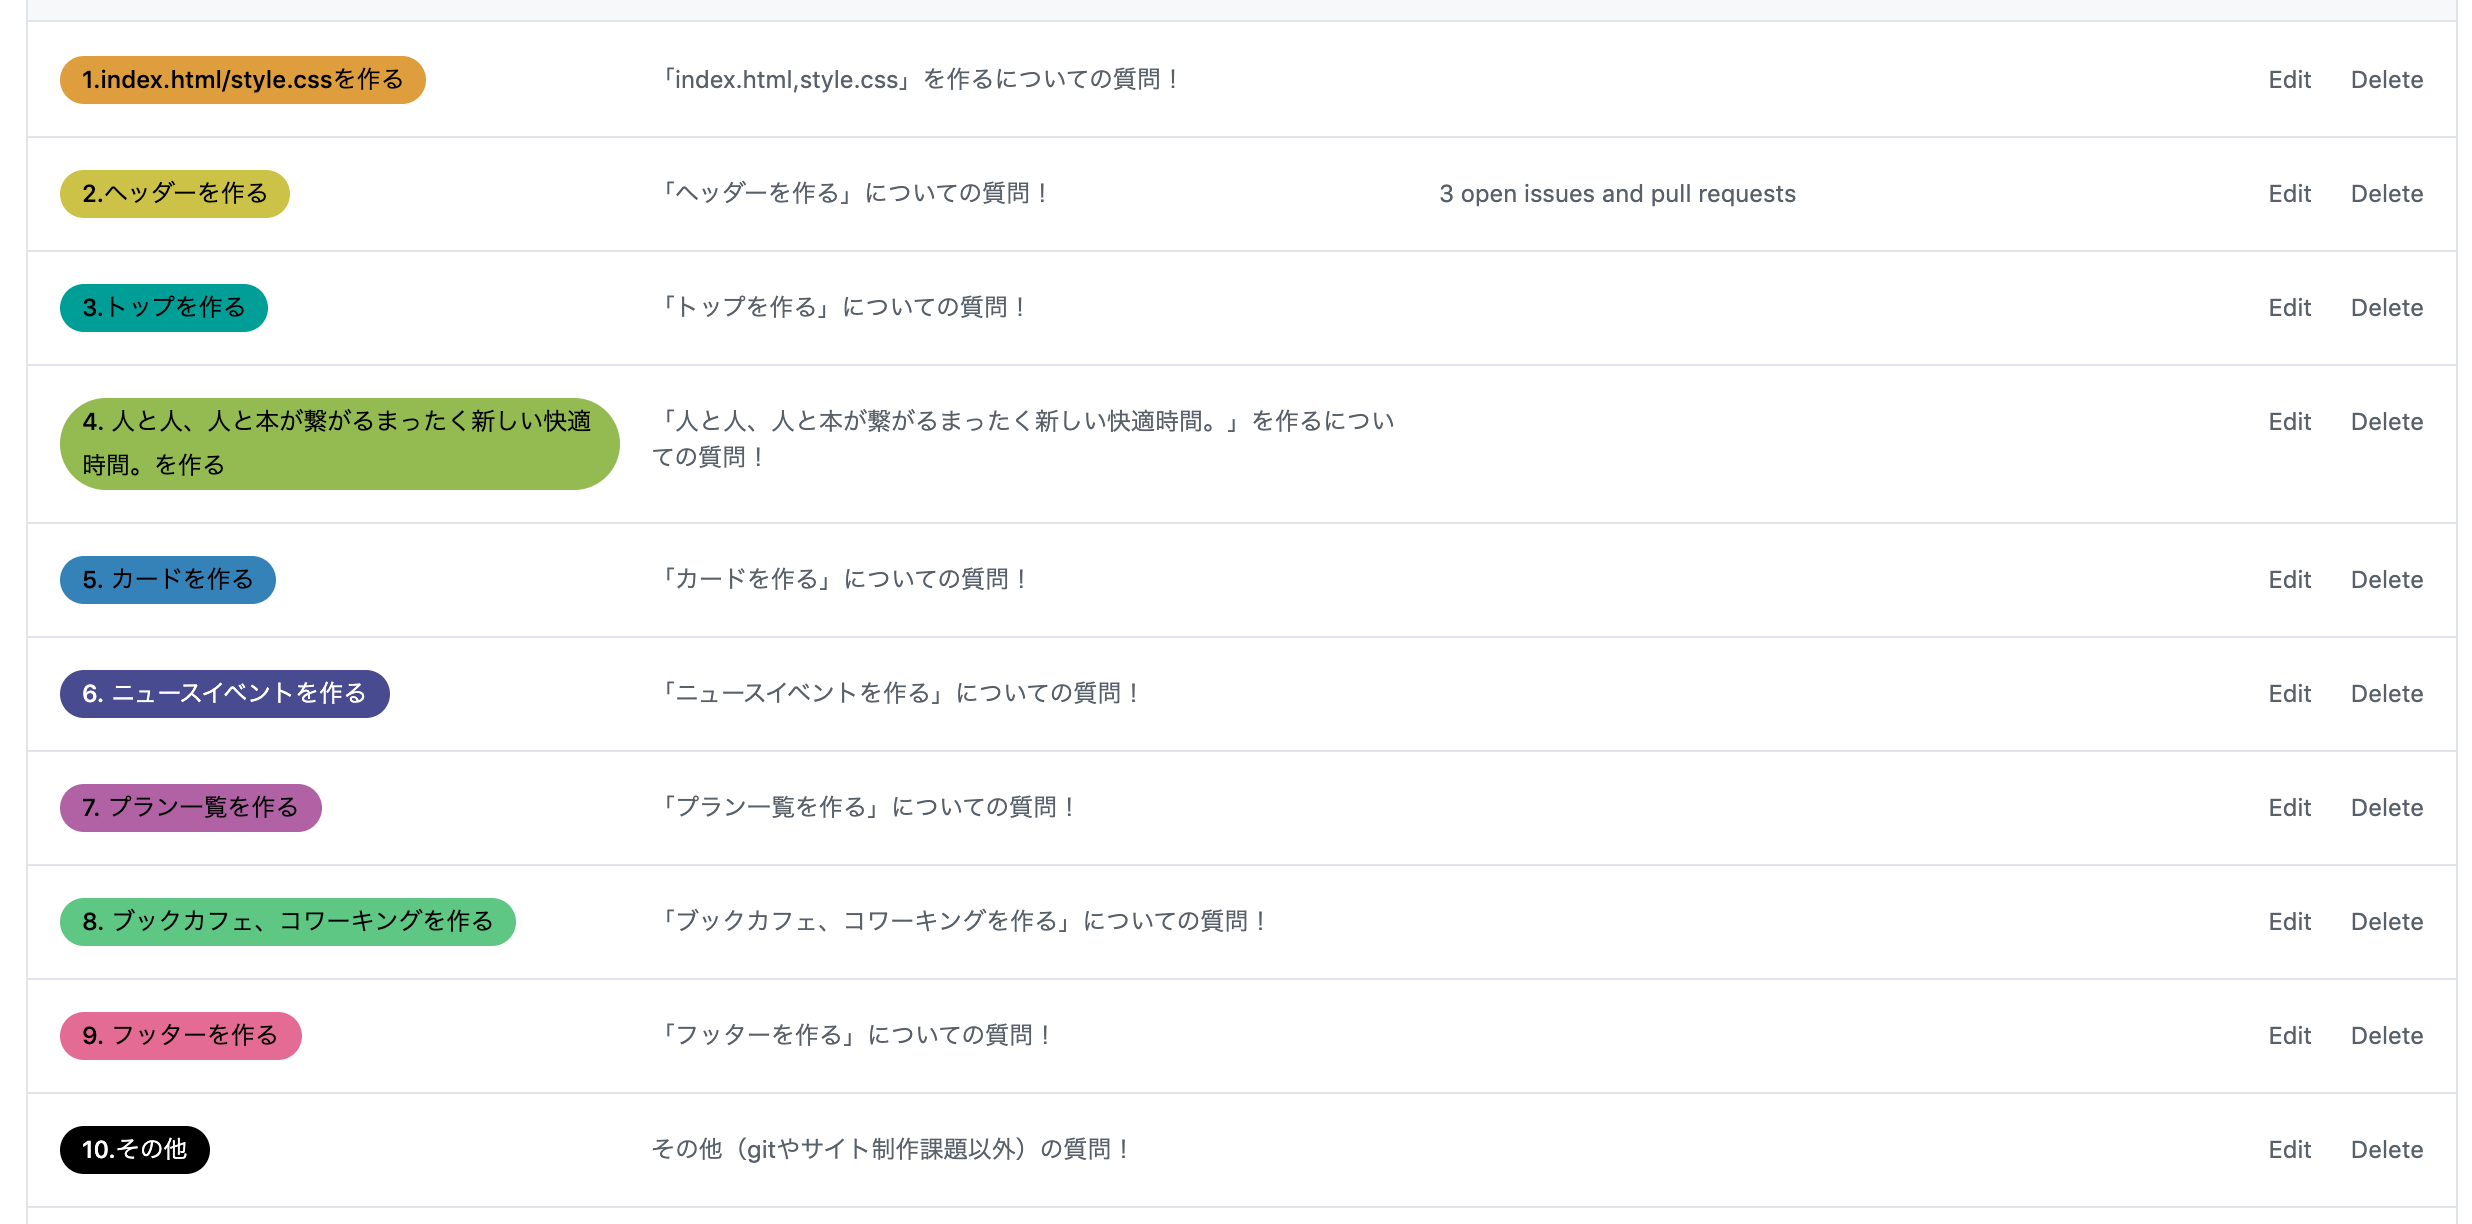 1.index.html/style.cssを作る 「index.html,style.css」を作るについての質問！ Edit Delete
2.ヘッダーを作る 「ヘッダーを作る」についての質問！ 3 open issues and pull requests Edit Delete
3.トップを作る 「トップを作る」についての質問！ Edit Delete
4. 人と人、人と本が繋がるまったく新しい快適
時間。を作る
「人と人、人と本が繋がるまったく新しい快適時間。」を作るについ
ての質問！
Edit Delete
5. カードを作る 「カードを作る」についての質問！ Edit Delete
6. ニュースイベントを作る 「ニュースイベントを作る」についての質問！ Edit Delete
7. プラン一覧を作る 「プラン一覧を作る」についての質問！ Edit Delete
8. ブックカフェ、コワーキングを作る 「ブックカフェ、コワーキングを作る」についての質問！ Edit Delete
9. フッターを作る 「フッターを作る」についての質問！ Edit Delete
10.その他 その他（gitやサイト制作課題以外）の質問！ Edit Delete